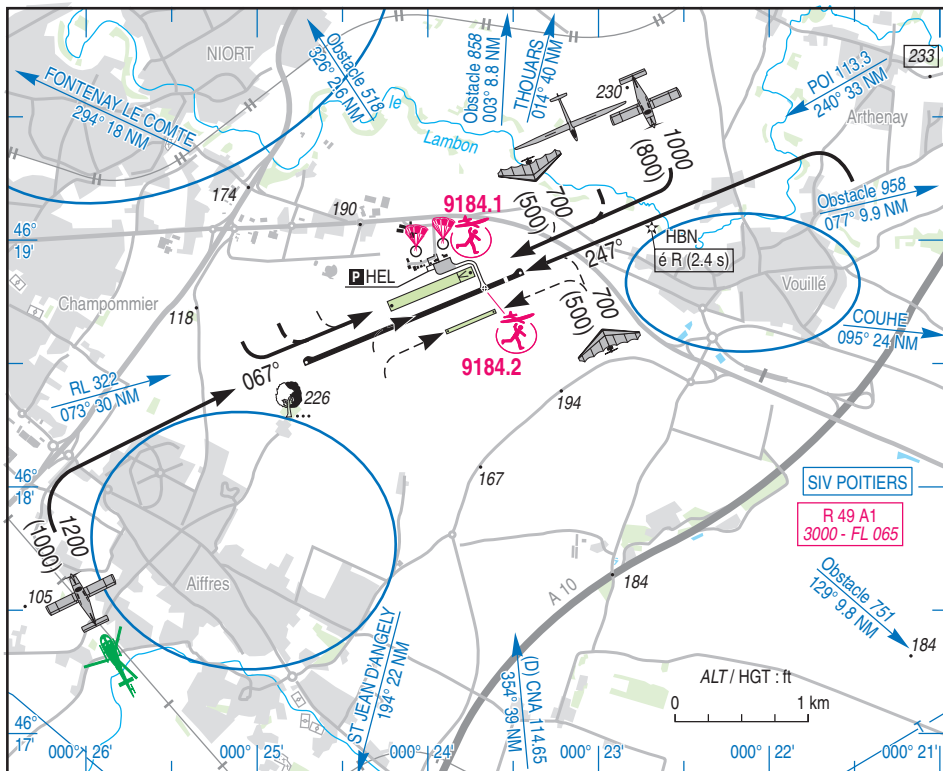 NIORT
FONTENAY LE COMTE
294° 18 NM
Obstacle 518
326° 2.6 NM
le
Lambon
Obstacle 858
003° 8.8 NM
THOUARS
014° 40 NM
230
POI 113.3
240° 33 NM
233
Arthenay
1000
(800)
700
(500)
174
190
9184.1
Obstacle 958
077° 9.9 NM
46°
19'
46°
19'
HBN
é R (2.4 s)
247°
P HEL
Vouillé
Champommier
118
700
(500)
9184.2
COUHE
095° 24 NM
067°
RL 322
073° 30 NM
226
194
167
46°
18'
46°
18'
SIV POITIERS
R 49 A1
3000 - FL 065
1200
(1000)
Aiffres
105
A 10
184
Obstacle 751
129° 9.8 NM
184
ST JEAN D'ANGELY
194° 22 NM
(D) CNA 114.65
354° 39 NM
ALT / HGT : ft
0 1 km
46°
17'
46°
17'
000° 26' 000° 25' 000° 24' 000° 23' 000° 22' 000° 21'